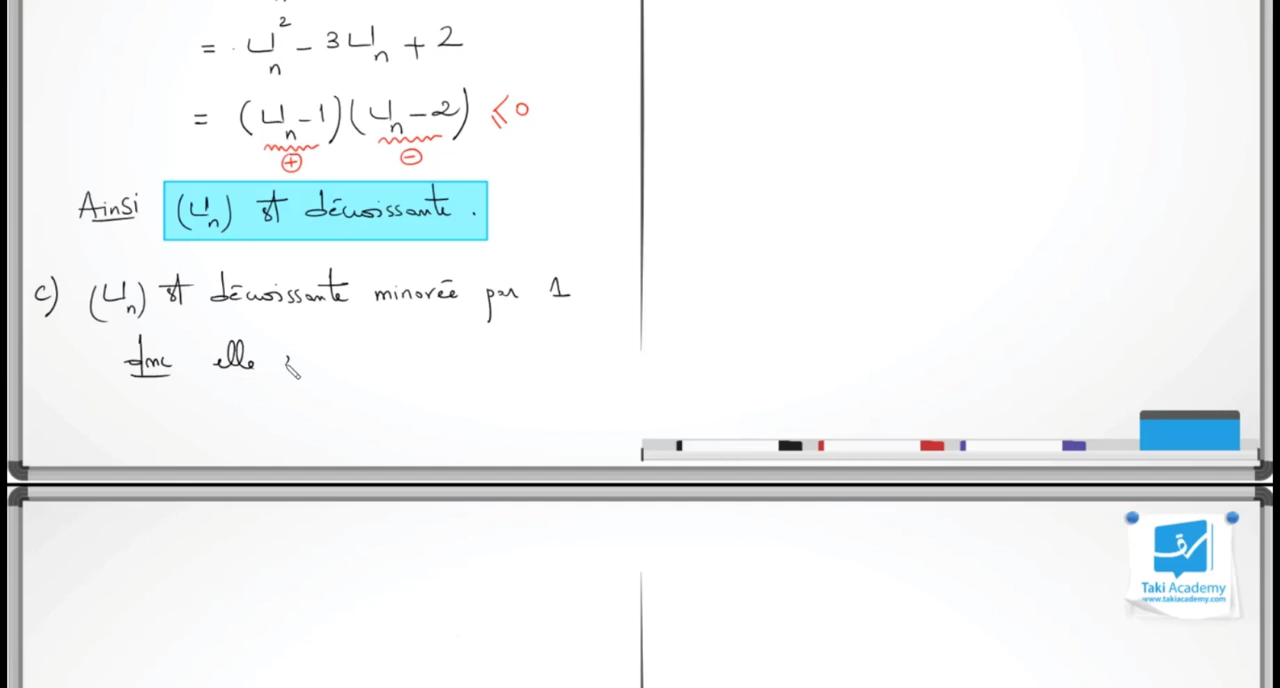 = U_n² - 3U_n + 2
= (U_n - 1)(U_n - 2) ≤ 0
⊕ ⊖
Ainsi (U_n) est décroissante.
c) (U_n) est décroissante minorée par 1
donc elle
Taki Academy
www.takiacademy.com